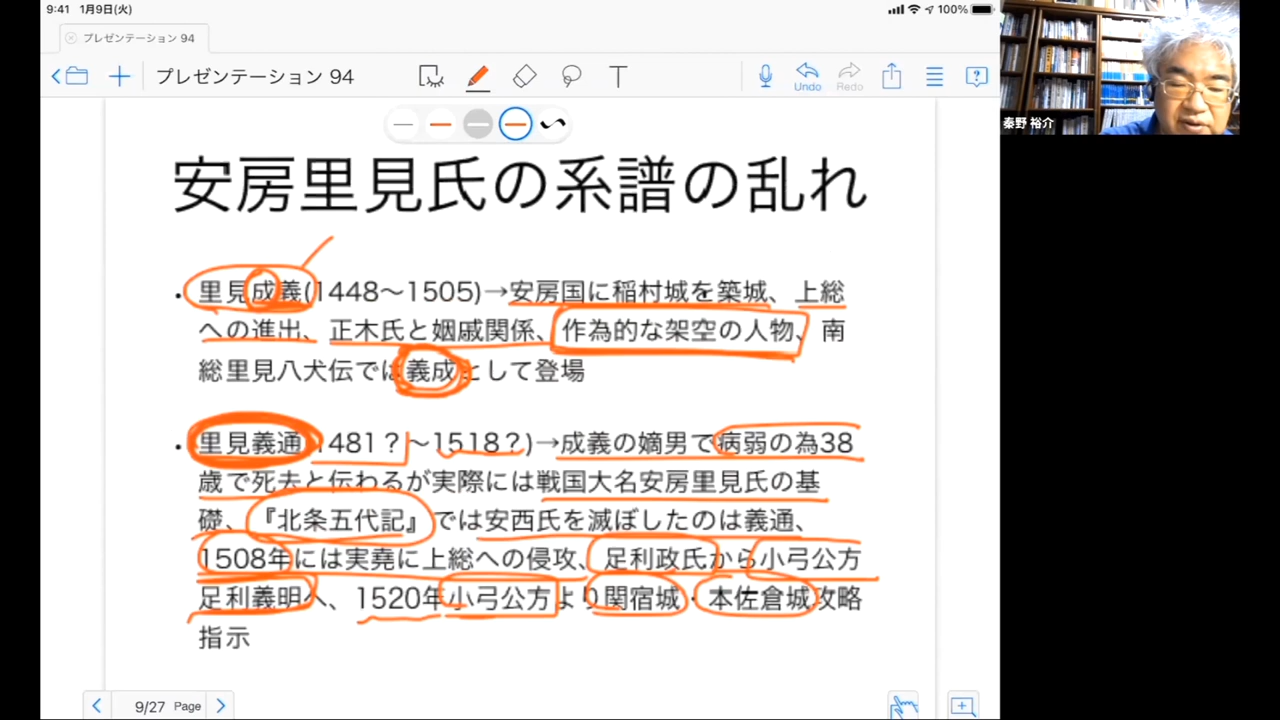 9:41 1月9日(火)
100%
プレゼンテーション 94
プレゼンテーション 94
Undo
Redo
秦野 裕介
安房里見氏の系譜の乱れ
・里見成義(1448〜1505)→安房国に稲村城を築城、上総
への進出、正木氏と姻戚関係、作為的な架空の人物、南
総里見八犬伝では義成として登場
・里見義通(1481？〜1518？)→成義の嫡男で病弱の為38
歳で死去と伝わるが実際には戦国大名安房里見氏の基
礎、『北条五代記』では安西氏を滅ぼしたのは義通、
1508年には実堯に上総への侵攻、足利政氏から小弓公方
足利義明へ、1520年小弓公方より関宿城・本佐倉城攻略
指示
9/27 Page